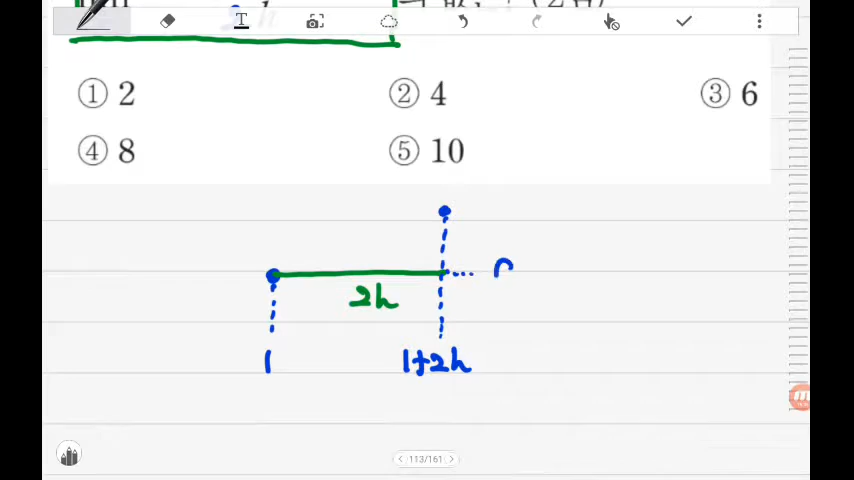 h
T
① 2 ② 4 ③ 6
④ 8 ⑤ 10
2h
1 1+2h
113/161